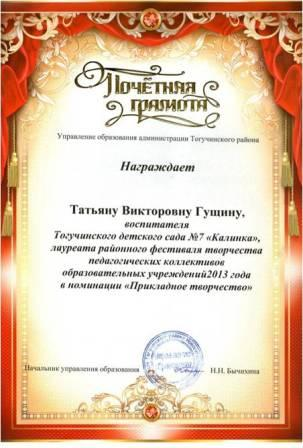 Почётная
грамота
Управление образования администрации Тогучинского района
Награждает
Татьяну Викторовну Гущину,
воспитателя
Тогучинского детского сада №7 «Калинка»,
лауреата районного фестиваля творчества
педагогических коллективов
образовательных учреждений2013 года
в номинации «Прикладное творчество»
Начальник управления образования Н.Н. Бычихина